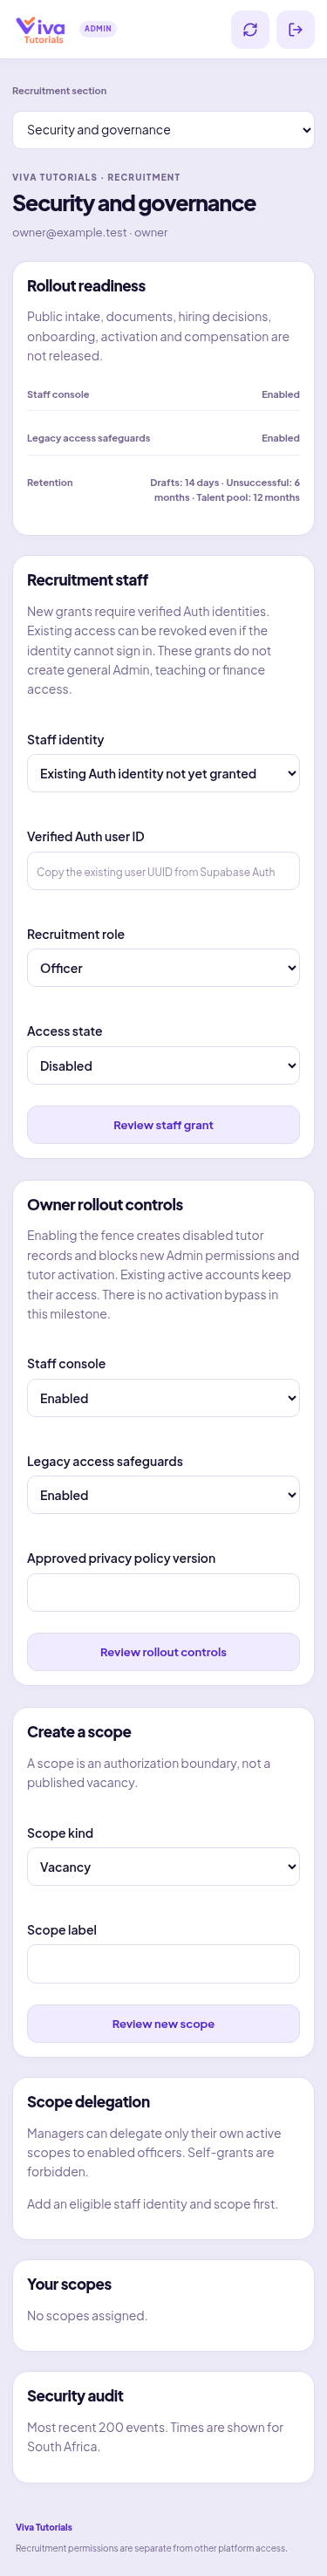 Viva
Tutorials
ADMIN
Recruitment section
Security and governance
VIVA TUTORIALS · RECRUITMENT
Security and governance
owner@example.test · owner
Rollout readiness
Public intake, documents, hiring decisions,
onboarding, activation and compensation are
not released.
Staff console Enabled
Legacy access safeguards Enabled
Retention Drafts: 14 days · Unsuccessful: 6
months · Talent pool: 12 months
Recruitment staff
New grants require verified Auth identities.
Existing access can be revoked even if the
identity cannot sign in. These grants do not
create general Admin, teaching or finance
access.
Staff identity
Existing Auth identity not yet granted
Verified Auth user ID
Copy the existing user UUID from Supabase Auth
Recruitment role
Officer
Access state
Disabled
Review staff grant
Owner rollout controls
Enabling the fence creates disabled tutor
records and blocks new Admin permissions and
tutor activation. Existing active accounts keep
their access. There is no activation bypass in
this milestone.
Staff console
Enabled
Legacy access safeguards
Enabled
Approved privacy policy version
Review rollout controls
Create a scope
A scope is an authorization boundary, not a
published vacancy.
Scope kind
Vacancy
Scope label
Review new scope
Scope delegation
Managers can delegate only their own active
scopes to enabled officers. Self-grants are
forbidden.
Add an eligible staff identity and scope first.
Your scopes
No scopes assigned.
Security audit
Most recent 200 events. Times are shown for
South Africa.
Viva Tutorials
Recruitment permissions are separate from other platform access.